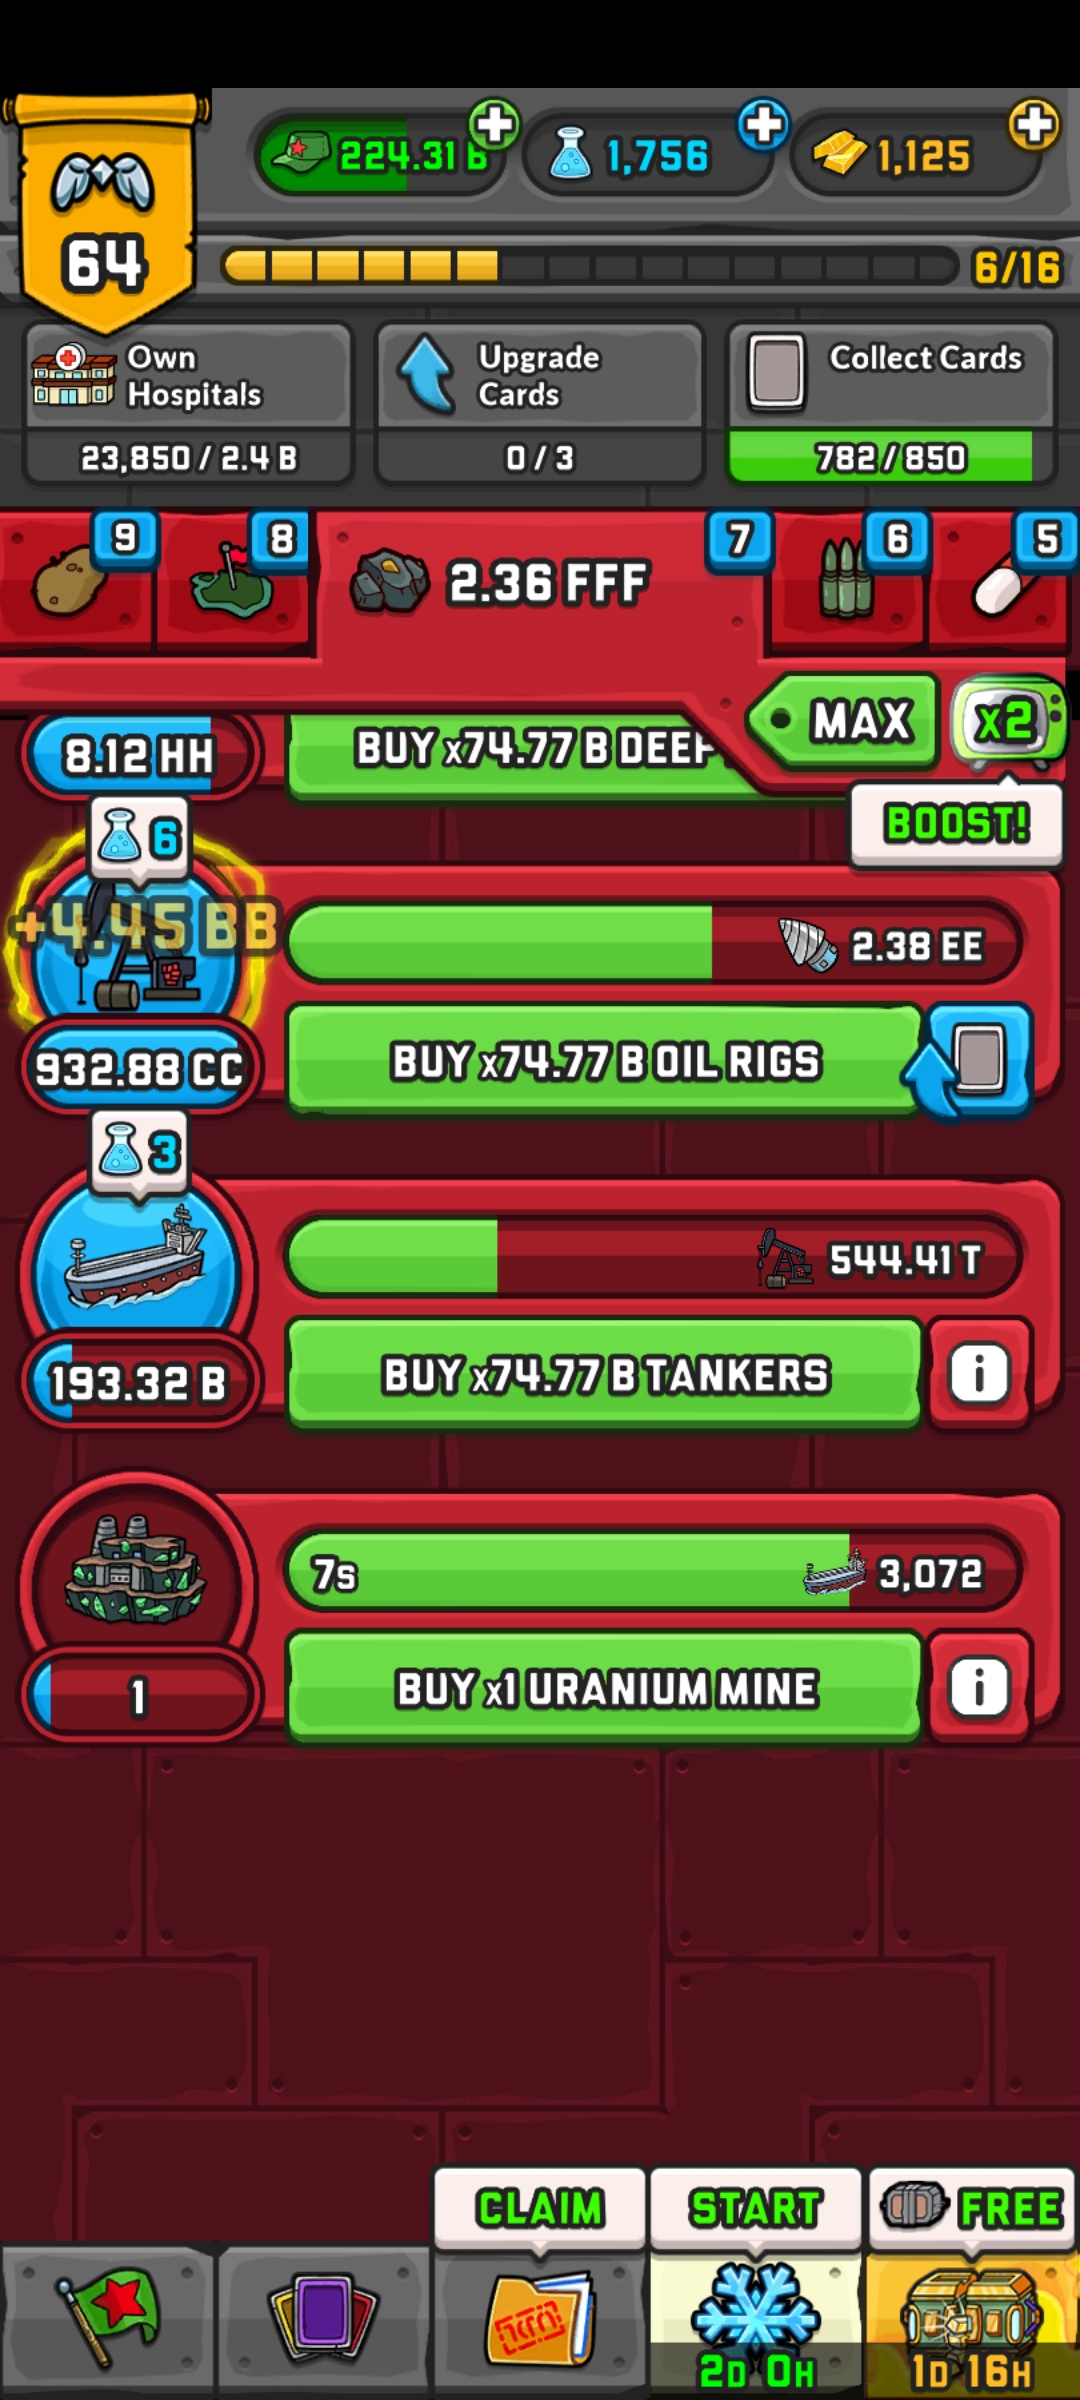 224.31 B
1,756
1,125
64
6/16
Own
Hospitals
23,850 / 2.4 B
Upgrade
Cards
0 / 3
Collect Cards
782 / 850
9
8
2.36 FFF
7
6
5
MAX
x2
8.12 HH
BUY x74.77 B DEEP
BOOST!
6
+4.45 BB
2.38 EE
932.88 CC
BUY x74.77 B OIL RIGS
3
544.41 T
193.32 B
BUY x74.77 B TANKERS
i
7s
3,072
1
BUY x1 URANIUM MINE
i
CLAIM
START
FREE
2D 0H
1D 16H